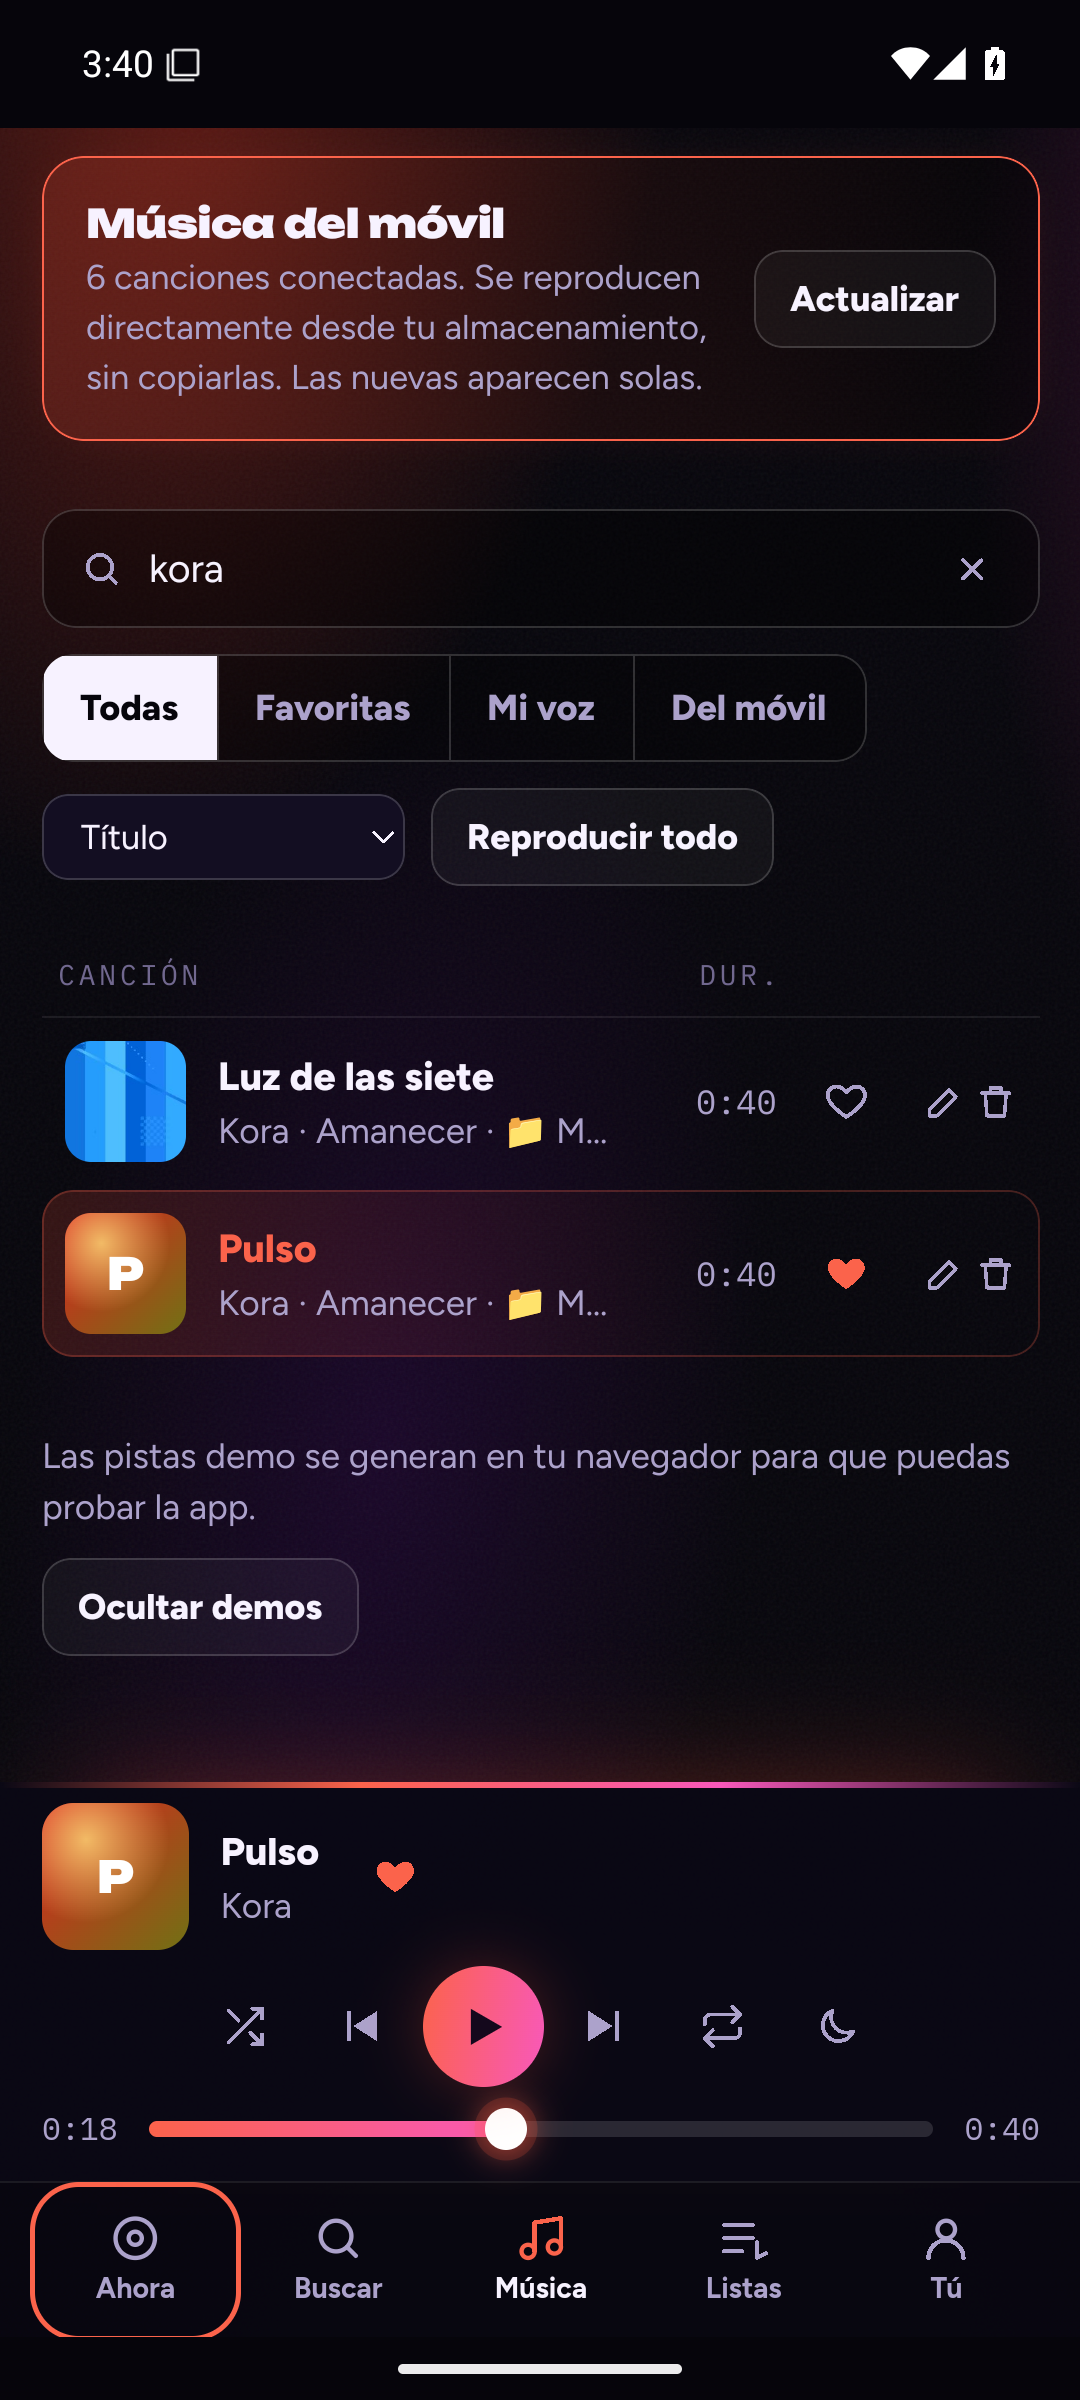 3:40
Música del móvil
6 canciones conectadas. Se reproducen
directamente desde tu almacenamiento,
sin copiarlas. Las nuevas aparecen solas.
Actualizar
kora
Todas
Favoritas
Mi voz
Del móvil
Título
Reproducir todo
CANCIÓN
DUR.
Luz de las siete
Kora · Amanecer · 📁 M...
0:40
P
Pulso
Kora · Amanecer · 📁 M...
0:40
Las pistas demo se generan en tu navegador para que puedas
probar la app.
Ocultar demos
P
Pulso
Kora
0:18
0:40
Ahora
Buscar
Música
Listas
Tú